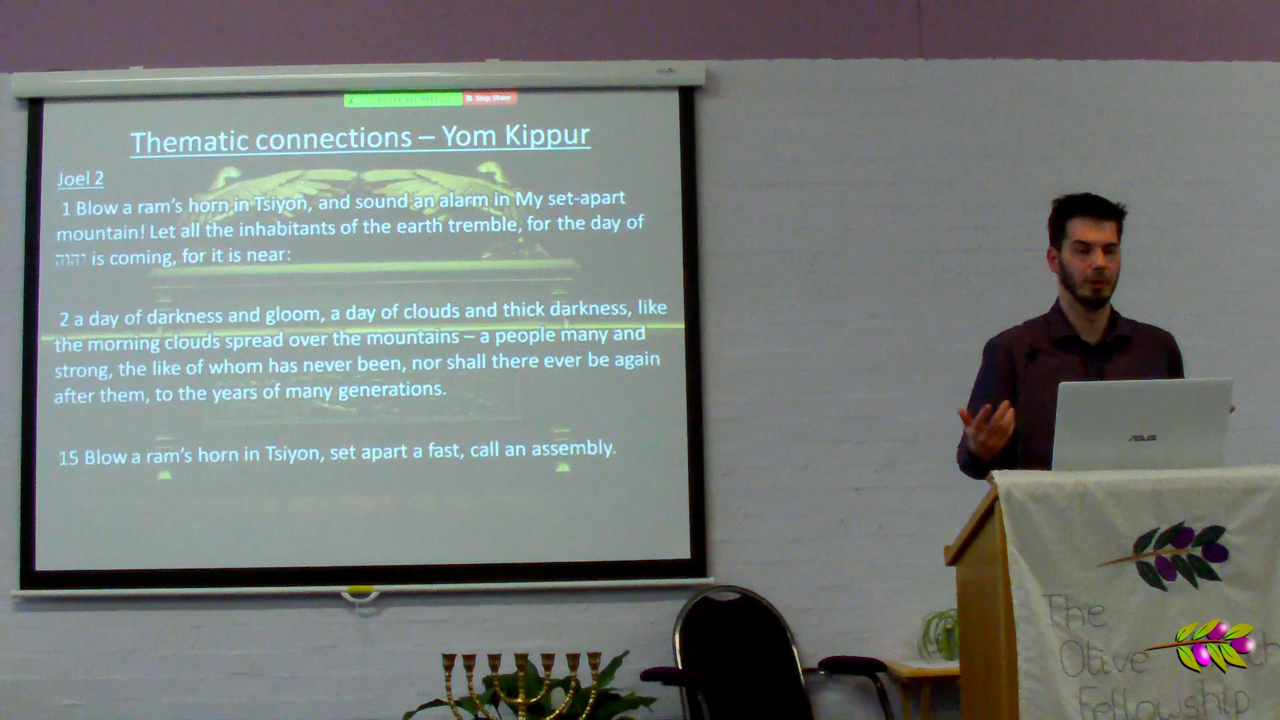 Stop Share
Thematic connections – Yom Kippur
Joel 2
1 Blow a ram's horn in Tsiyon, and sound an alarm in My set-apart
mountain! Let all the inhabitants of the earth tremble, for the day of
יהוה is coming, for it is near:
2 a day of darkness and gloom, a day of clouds and thick darkness, like
the morning clouds spread over the mountains – a people many and
strong, the like of whom has never been, nor shall there ever be again
after them, to the years of many generations.
15 Blow a ram's horn in Tsiyon, set apart a fast, call an assembly.
ASUS
The
Olive
Fellowship